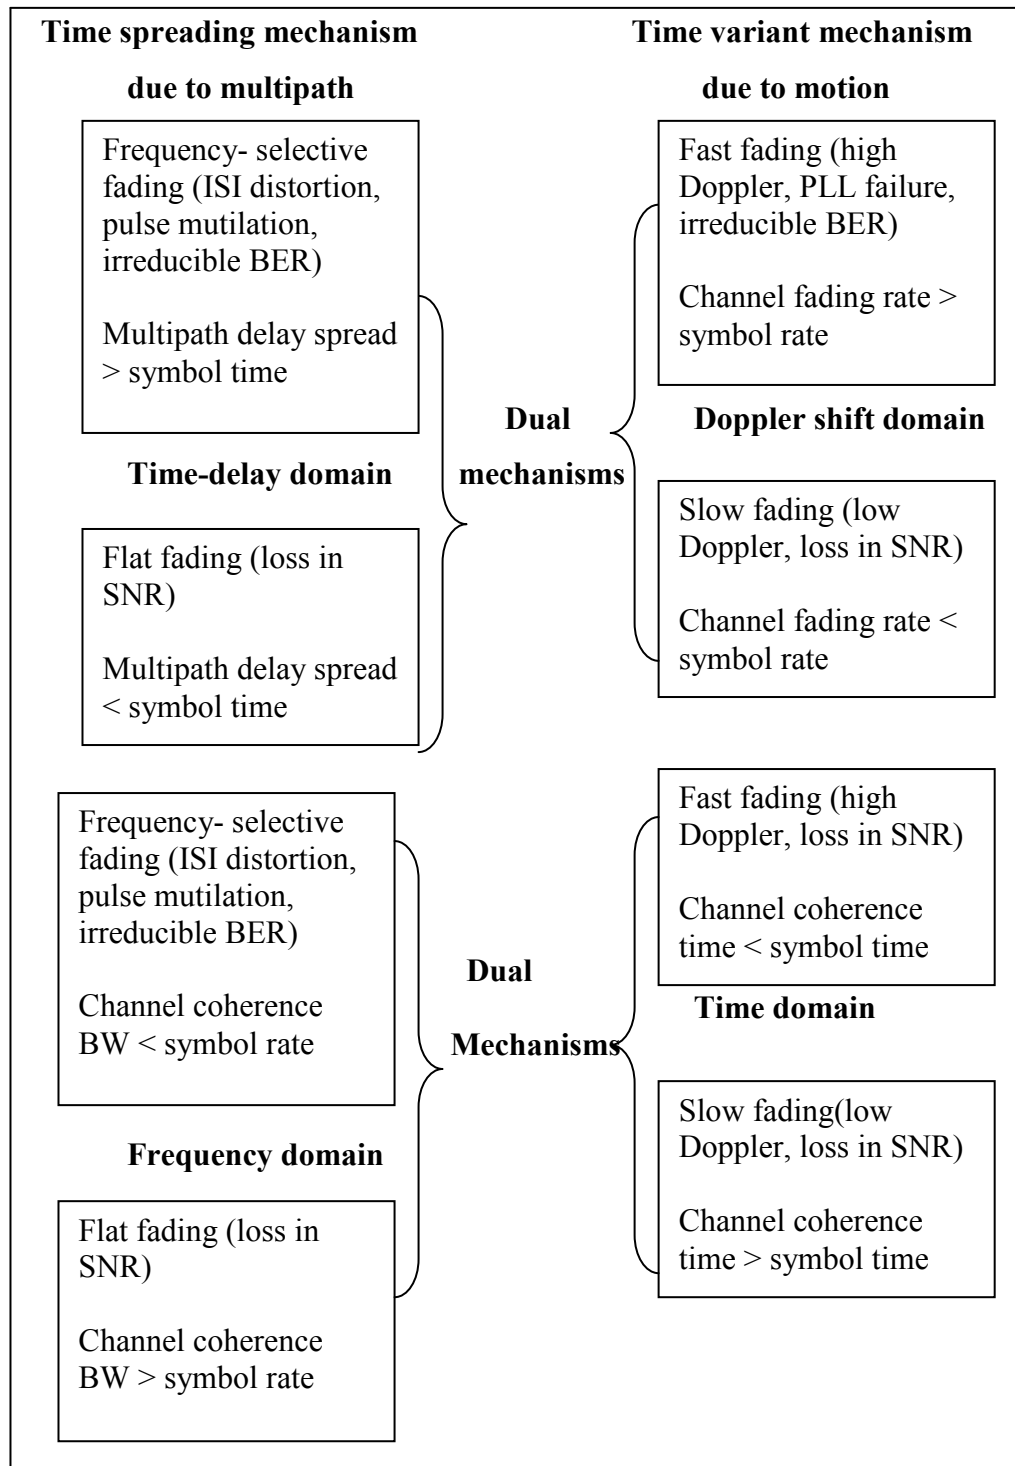 Time spreading mechanism
due to multipath
Frequency- selective
fading (ISI distortion,
pulse mutilation,
irreducible BER)
Multipath delay spread
> symbol time
Time-delay domain
Flat fading (loss in
SNR)
Multipath delay spread
< symbol time
Dual
mechanisms
Time variant mechanism
due to motion
Fast fading (high
Doppler, PLL failure,
irreducible BER)
Channel fading rate >
symbol rate
Doppler shift domain
Slow fading (low
Doppler, loss in SNR)
Channel fading rate <
symbol rate
Frequency- selective
fading (ISI distortion,
pulse mutilation,
irreducible BER)
Channel coherence
BW < symbol rate
Frequency domain
Flat fading (loss in
SNR)
Channel coherence
BW > symbol rate
Dual
Mechanisms
Fast fading (high
Doppler, loss in SNR)
Channel coherence
time < symbol time
Time domain
Slow fading(low
Doppler, loss in SNR)
Channel coherence
time > symbol time